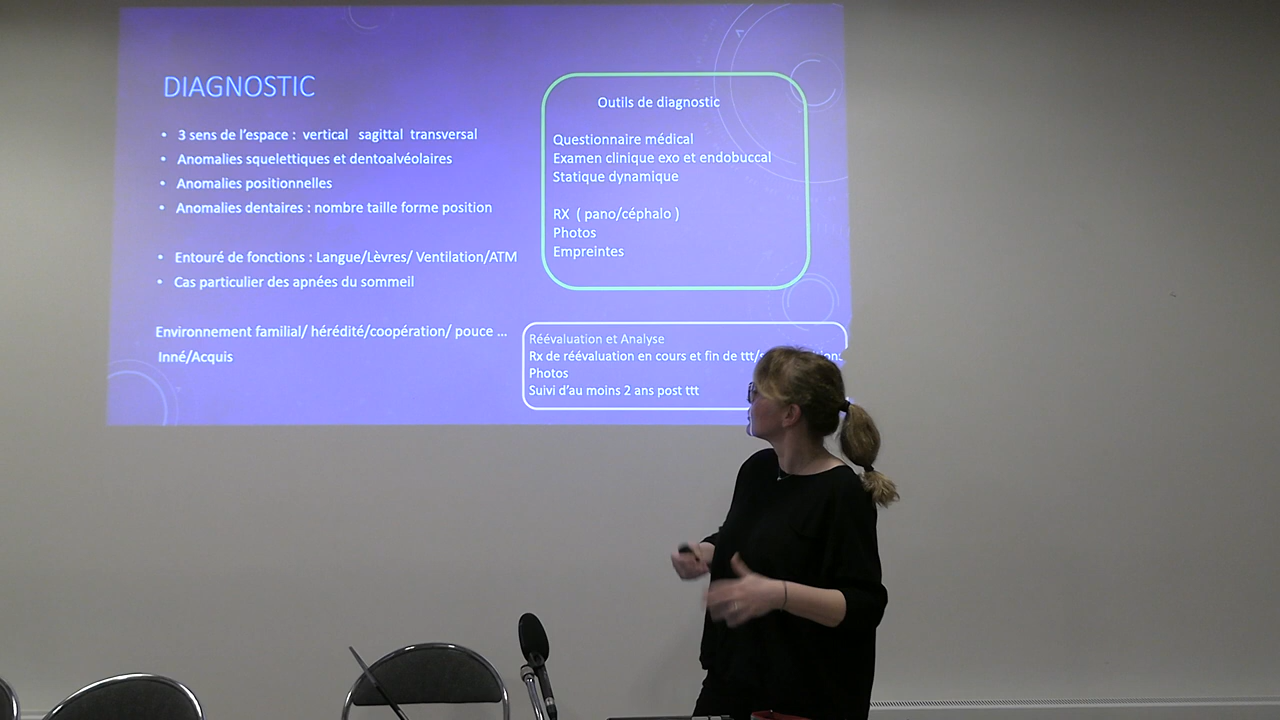 DIAGNOSTIC
• 3 sens de l'espace : vertical sagittal transversal
• Anomalies squelettiques et dentoalvéolaires
• Anomalies positionnelles
• Anomalies dentaires : nombre taille forme position
• Entouré de fonctions : Langue/Lèvres/ Ventilation/ATM
• Cas particulier des apnées du sommeil
Environnement familial/ hérédité/coopération/ pouce ...
Inné/Acquis
Outils de diagnostic
Questionnaire médical
Examen clinique exo et endobuccal
Statique dynamique
RX ( pano/céphalo )
Photos
Empreintes
Réévaluation et Analyse
Rx de réévaluation en cours et fin de ttt/
Photos
Suivi d'au moins 2 ans post ttt